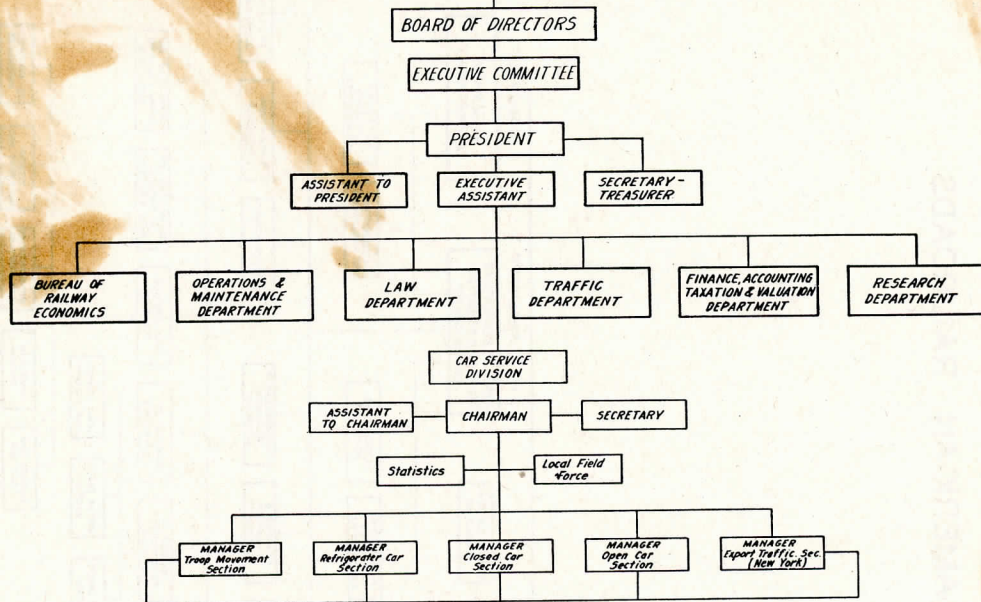 BOARD OF DIRECTORS
EXECUTIVE COMMITTEE
PRESIDENT
ASSISTANT TO
PRESIDENT
EXECUTIVE
ASSISTANT
SECRETARY -
TREASURER
BUREAU OF
RAILWAY
ECONOMICS
OPERATIONS &
MAINTENANCE
DEPARTMENT
LAW
DEPARTMENT
TRAFFIC
DEPARTMENT
FINANCE, ACCOUNTING
TAXATION & VALUATION
DEPARTMENT
RESEARCH
DEPARTMENT
CAR SERVICE
DIVISION
ASSISTANT
TO CHAIRMAN
CHAIRMAN
SECRETARY
Statistics
Local Field
Force
MANAGER
Troop Movement
Section
MANAGER
Refrigorater Car
Section
MANAGER
Closed Car
Section
MANAGER
Open Car
Section
MANAGER
Export Traffic. Sec.
(New York)